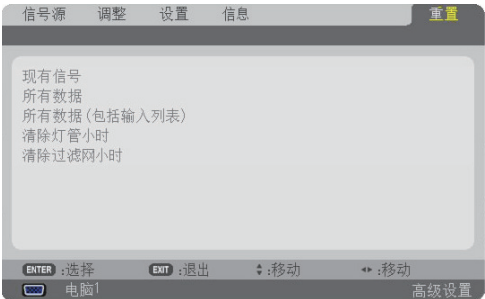 信号源 调整 设置 信息 重置
现有信号
所有数据
所有数据(包括输入列表)
清除灯管小时
清除过滤网小时
ENTER :选择 EXIT :退出 :移动 :移动
电脑1 高级设置